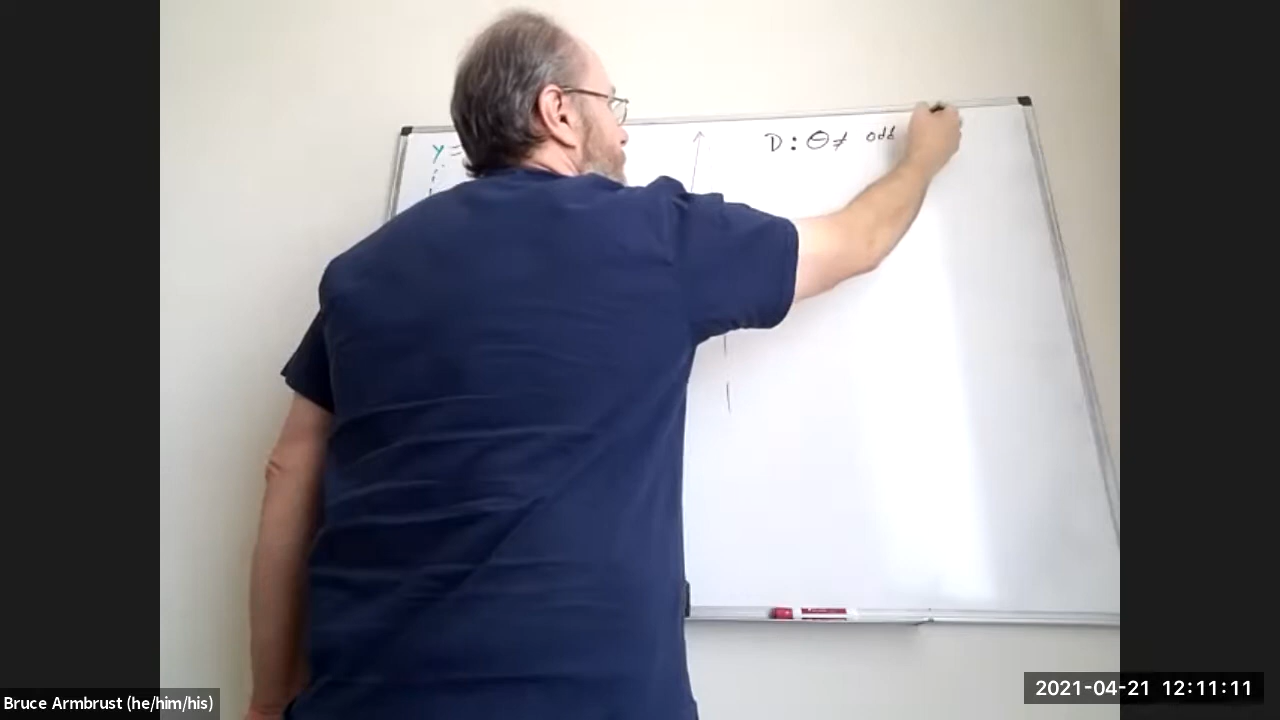 y =
D: θ ≠ odd
Bruce Armbrust (he/him/his)
2021-04-21 12:11:11